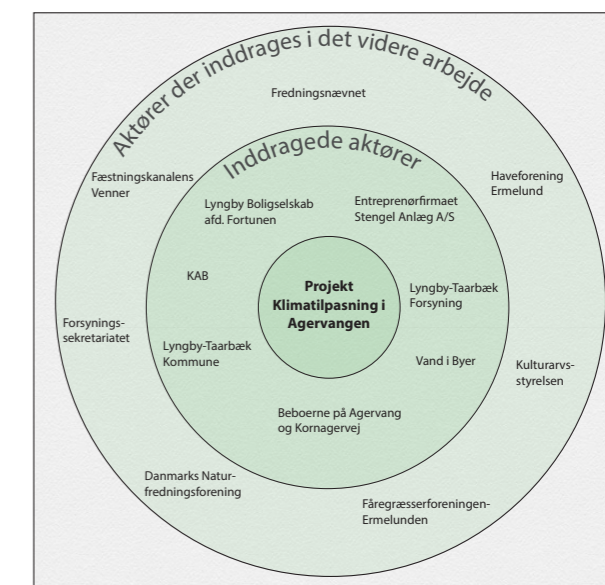 Aktører der inddrages i det videre arbejde
Fredningsnævnet
Inddragede aktører
Fæstningskanalens
Venner
Haveforening
Ermelund
Lyngby Boligselskab
afd. Fortunen
Entreprenørfirmaet
Stengel Anlæg A/S
KAB
Projekt
Klimatilpasning i
Agervangen
Lyngby-Taarbæk
Forsyning
Forsynings-
sekretariatet
Lyngby-Taarbæk
Kommune
Vand i Byer
Kulturarvs-
styrelsen
Beboerne på Agervang
og Kornagervej
Danmarks Natur-
fredningsforening
Fåregræsserforeningen-
Ermelunden